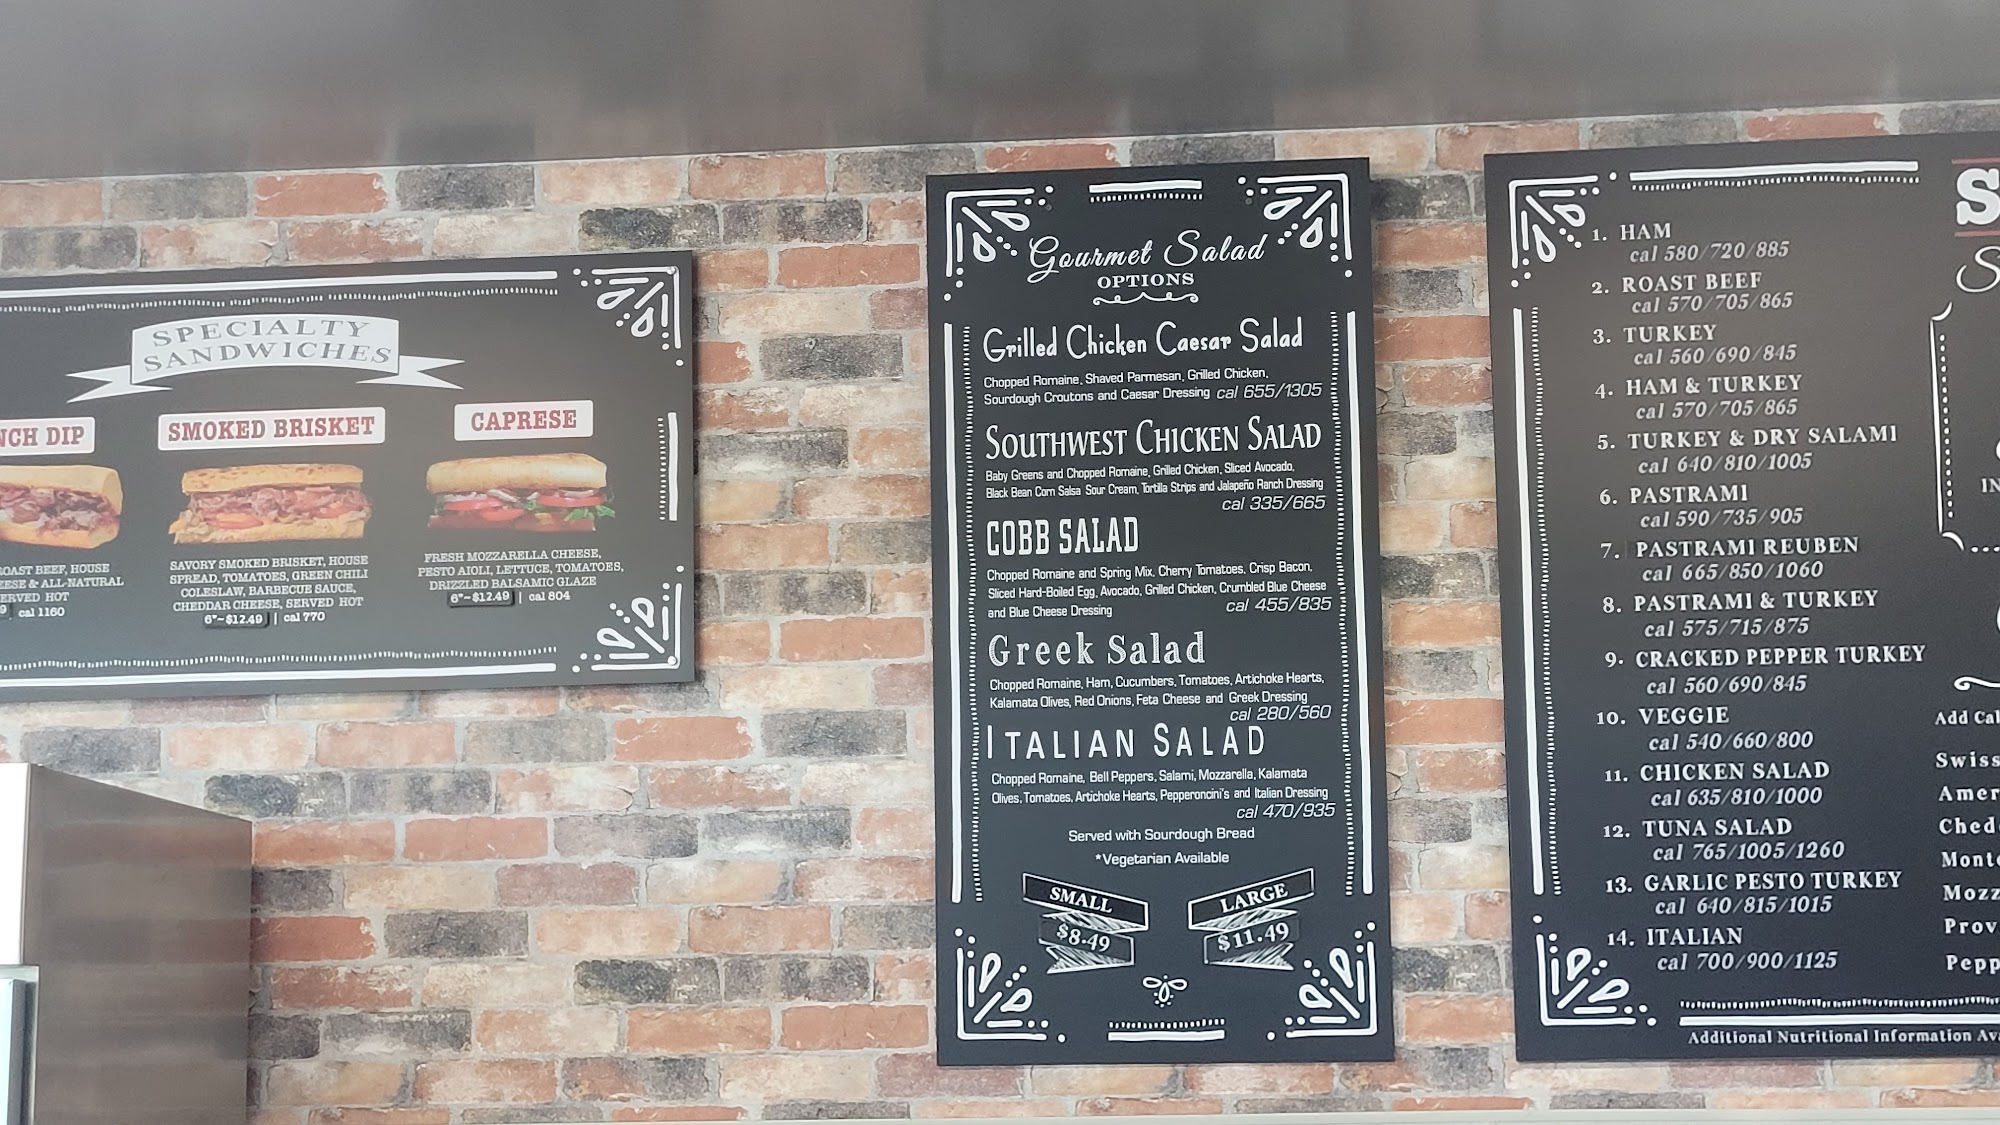 SPECIALTY
SANDWICHES
NCH DIP
ROAST BEEF, HOUSE
EESE & ALL-NATURAL
ERVED HOT
9 cal 1160
SMOKED BRISKET
SAVORY SMOKED BRISKET, HOUSE
SPREAD, TOMATOES, GREEN CHILI
COLESLAW, BARBECUE SAUCE,
CHEDDAR CHEESE, SERVED HOT
6"~$12.49 | cal 770
CAPRESE
FRESH MOZZARELLA CHEESE,
PESTO AIOLI, LETTUCE, TOMATOES,
DRIZZLED BALSAMIC GLAZE
6"~$12.49 | cal 804
Gourmet Salad
OPTIONS
Grilled Chicken Caesar Salad
Chopped Romaine, Shaved Parmesan, Grilled Chicken,
Sourdough Croutons and Caesar Dressing cal 655/1305
SOUTHWEST CHICKEN SALAD
Baby Greens and Chopped Romaine, Grilled Chicken, Sliced Avocado,
Black Bean Corn Salsa Sour Cream, Tortilla Strips and Jalapeño Ranch Dressing
cal 335/665
COBB SALAD
Chopped Romaine and Spring Mix, Cherry Tomatoes, Crisp Bacon,
Sliced Hard-Boiled Egg, Avocado, Grilled Chicken, Crumbled Blue Cheese
and Blue Cheese Dressing cal 455/835
Greek Salad
Chopped Romaine, Ham, Cucumbers, Tomatoes, Artichoke Hearts,
Kalamata Olives, Red Onions, Feta Cheese and Greek Dressing
cal 280/560
ITALIAN SALAD
Chopped Romaine, Bell Peppers, Salami, Mozzarella, Kalamata
Olives, Tomatoes, Artichoke Hearts, Pepperoncini's and Italian Dressing
cal 470/935
Served with Sourdough Bread
*Vegetarian Available
SMALL
$8.49
LARGE
$11.49
1. HAM
cal 580/720/885
2. ROAST BEEF
cal 570/705/865
3. TURKEY
cal 560/690/845
4. HAM & TURKEY
cal 570/705/865
5. TURKEY & DRY SALAMI
cal 640/810/1005
6. PASTRAMI
cal 590/735/905
7. PASTRAMI REUBEN
cal 665/850/1060
8. PASTRAMI & TURKEY
cal 575/715/875
9. CRACKED PEPPER TURKEY
cal 560/690/845
10. VEGGIE
cal 540/660/800
11. CHICKEN SALAD
cal 635/810/1000
12. TUNA SALAD
cal 765/1005/1260
13. GARLIC PESTO TURKEY
cal 640/815/1015
14. ITALIAN
cal 700/900/1125
S
S
IN
Add Cal
Swiss
Amer
Chedd
Monte
Mozz
Prov
Pepp
Additional Nutritional Information Ava